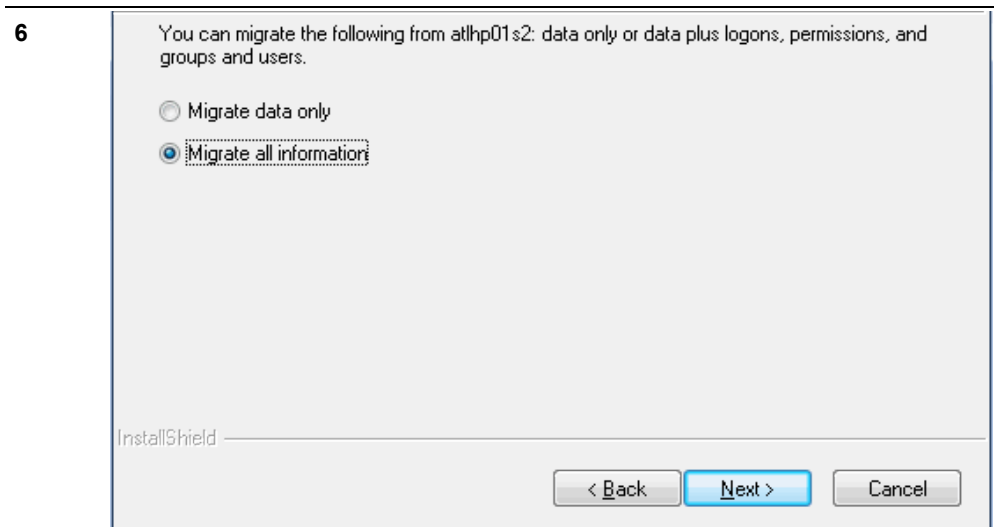 6
You can migrate the following from atlhp01s2: data only or data plus logons, permissions, and
groups and users.
Migrate data only
Migrate all information
InstallShield
< Back
Next >
Cancel